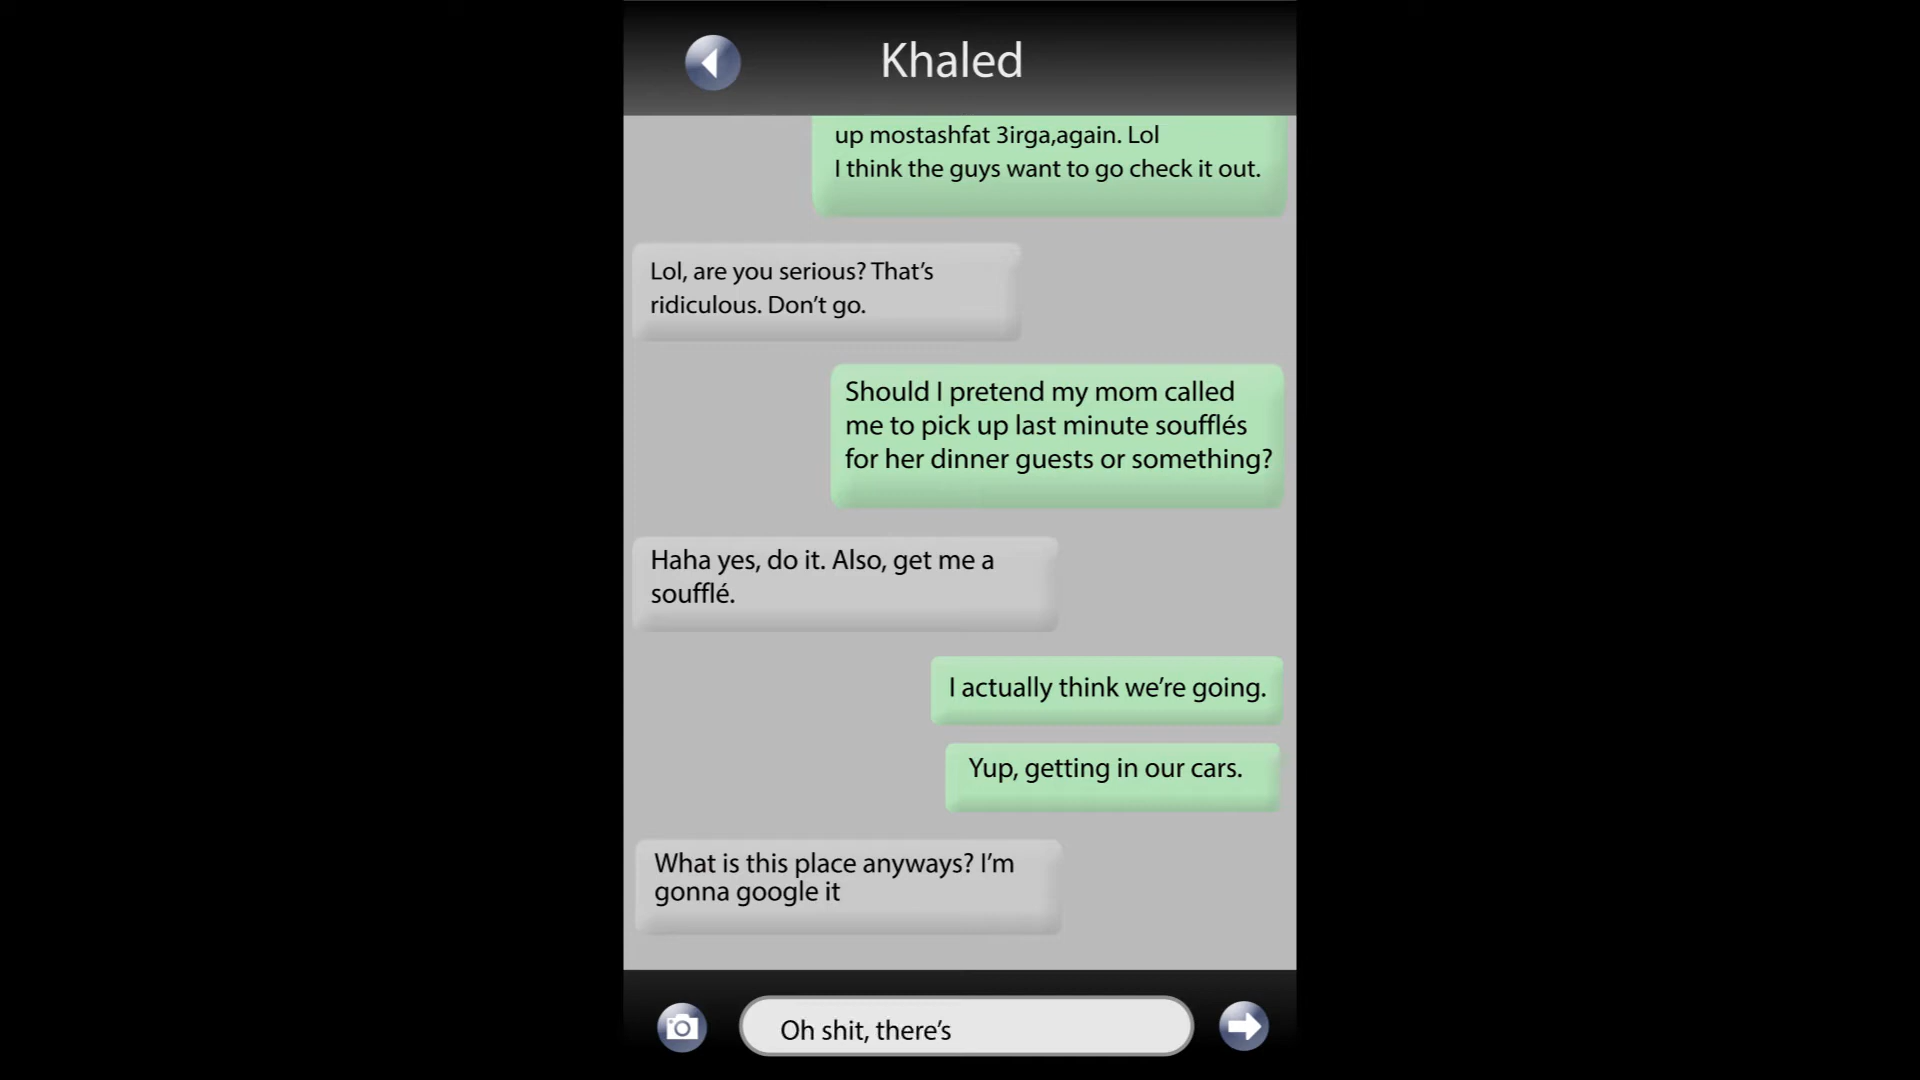 Khaled
up mostashfat 3irga,again. Lol
I think the guys want to go check it out.
Lol, are you serious? That’s
ridiculous. Don’t go.
Should I pretend my mom called
me to pick up last minute soufflés
for her dinner guests or something?
Haha yes, do it. Also, get me a
soufflé.
I actually think we’re going.
Yup, getting in our cars.
What is this place anyways? I’m
gonna google it
Oh shit, there’s